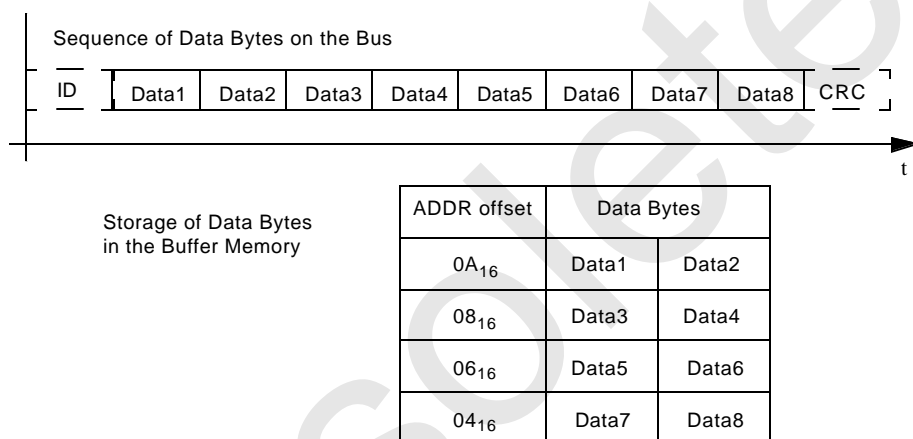 Sequence of Data Bytes on the Bus
ID Data1 Data2 Data3 Data4 Data5 Data6 Data7 Data8 CRC
t
Storage of Data Bytes
in the Buffer Memory
ADDR offset Data Bytes
0A16 Data1 Data2
0816 Data3 Data4
0616 Data5 Data6
0416 Data7 Data8